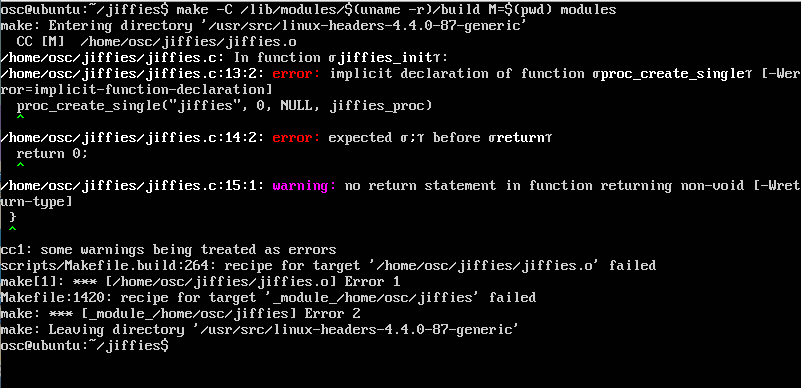 osc@ubuntu:~/jiffies$ make -C /lib/modules/$(uname -r)/build M=$(pwd) modules
make: Entering directory '/usr/src/linux-headers-4.4.0-87-generic'
  CC [M]  /home/osc/jiffies/jiffies.o
/home/osc/jiffies/jiffies.c: In function σjiffies_initτ:
/home/osc/jiffies/jiffies.c:13:2: error: implicit declaration of function σproc_create_singleτ [-Wer
ror=implicit-function-declaration]
  proc_create_single("jiffies", 0, NULL, jiffies_proc)
  ^
/home/osc/jiffies/jiffies.c:14:2: error: expected σ;τ before σreturnτ
  return 0;
  ^
/home/osc/jiffies/jiffies.c:15:1: warning: no return statement in function returning non-void [-Wret
urn-type]
 }
 ^
cc1: some warnings being treated as errors
scripts/Makefile.build:264: recipe for target '/home/osc/jiffies/jiffies.o' failed
make[1]: *** [/home/osc/jiffies/jiffies.o] Error 1
Makefile:1420: recipe for target '_module_/home/osc/jiffies' failed
make: *** [_module_/home/osc/jiffies] Error 2
make: Leaving directory '/usr/src/linux-headers-4.4.0-87-generic'
osc@ubuntu:~/jiffies$